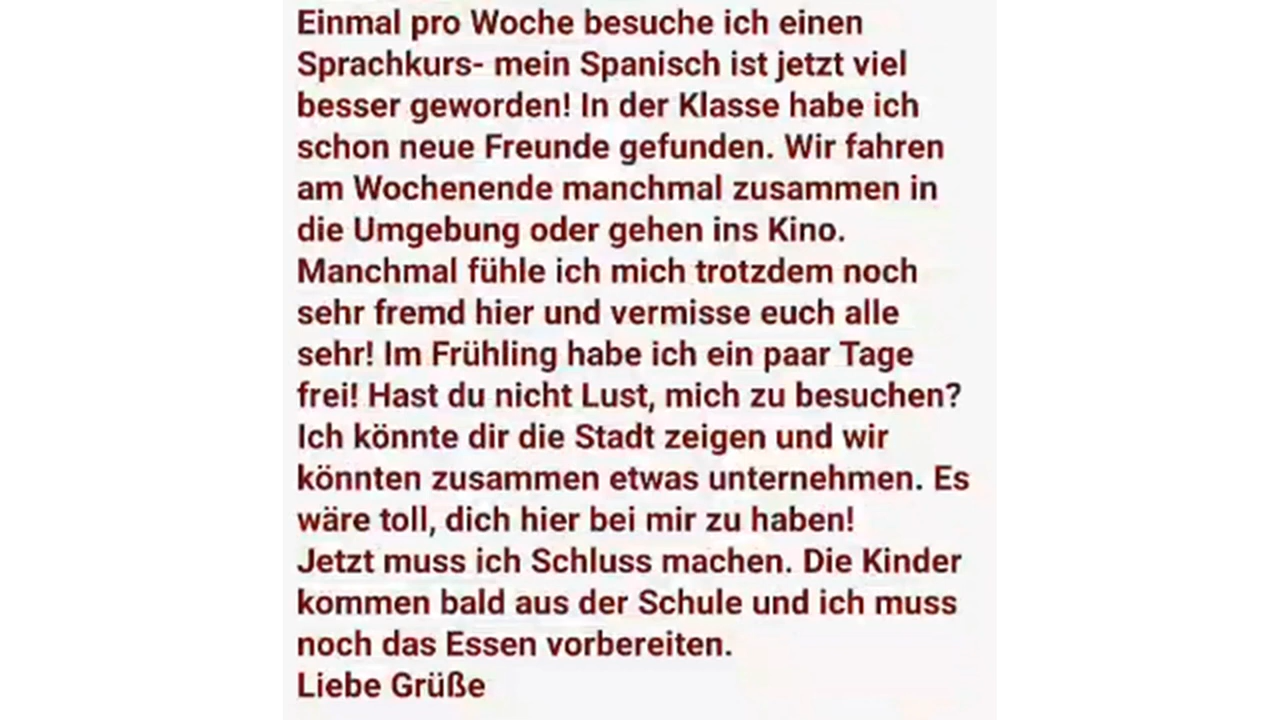 Einmal pro Woche besuche ich einen
Sprachkurs- mein Spanisch ist jetzt viel
besser geworden! In der Klasse habe ich
schon neue Freunde gefunden. Wir fahren
am Wochenende manchmal zusammen in
die Umgebung oder gehen ins Kino.
Manchmal fühle ich mich trotzdem noch
sehr fremd hier und vermisse euch alle
sehr! Im Frühling habe ich ein paar Tage
frei! Hast du nicht Lust, mich zu besuchen?
Ich könnte dir die Stadt zeigen und wir
könnten zusammen etwas unternehmen. Es
wäre toll, dich hier bei mir zu haben!
Jetzt muss ich Schluss machen. Die Kinder
kommen bald aus der Schule und ich muss
noch das Essen vorbereiten.
Liebe Grüße